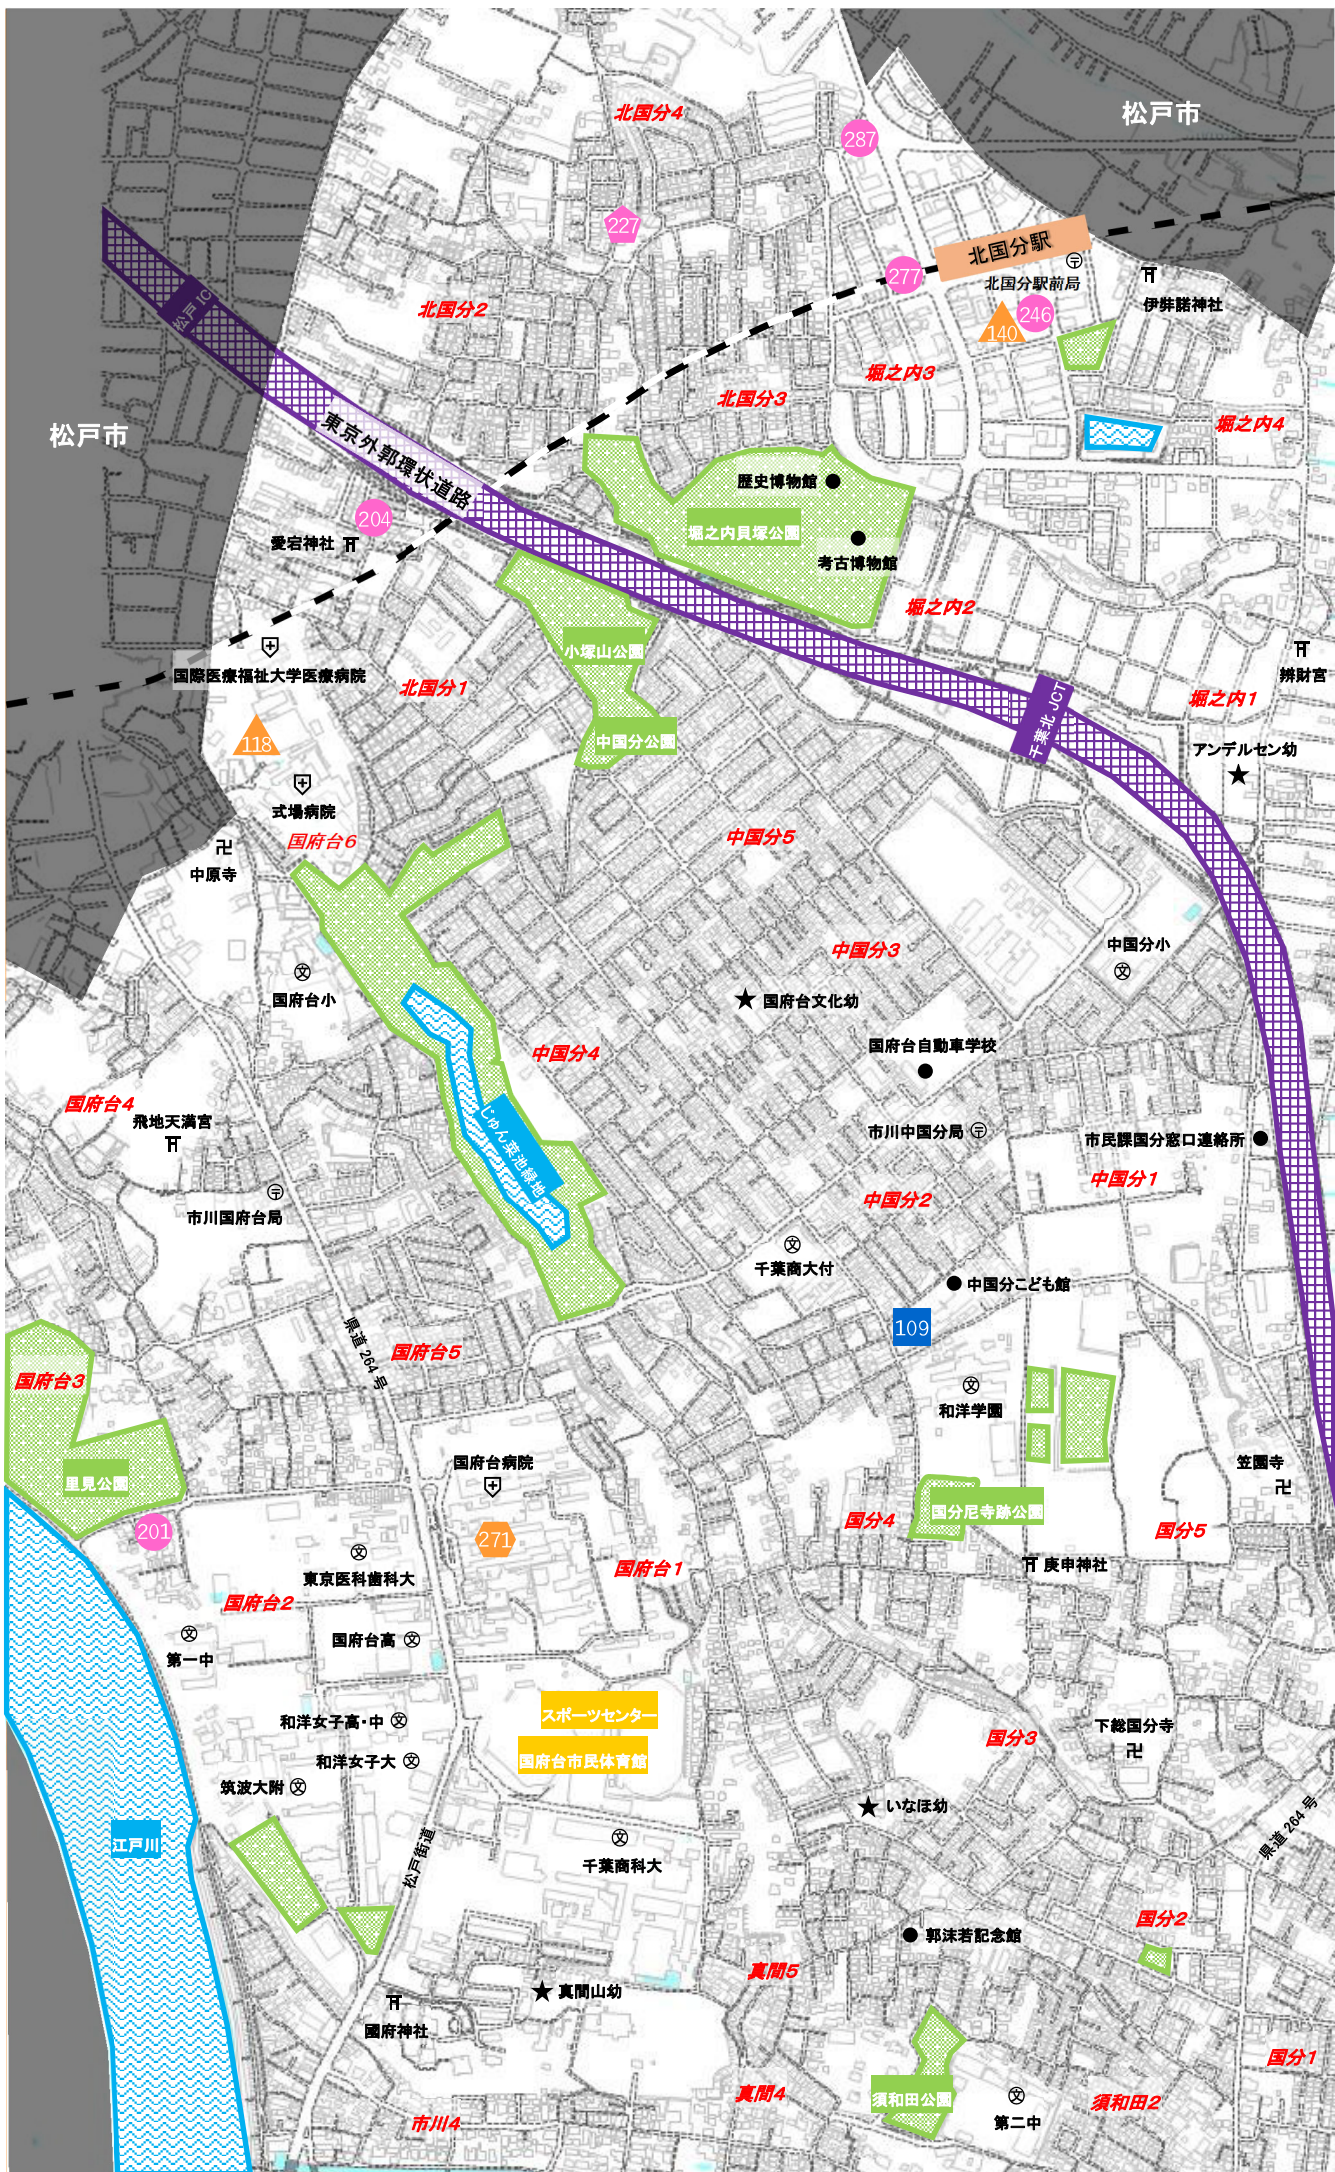 北国分4
松戸市
287
227
北国分駅
277
北国分駅前局
伊弉諾神社
松戸 IC
北国分2
246
140
堀之内3
北国分3
堀之内4
松戸市
東京外郭環状道路
歴史博物館
204
堀之内貝塚公園
愛宕神社
考古博物館
堀之内2
小塚山公園
国際医療福祉大学医療病院
辨財宮
北国分1
堀之内1
千葉北 JCT
118
中国分公園
アンデルセン幼
式場病院
国府台6
中国分5
中原寺
中国分3
中国分小
国府台小
国府台文化幼
国府台自動車学校
中国分4
国府台4
飛地天満宮
じゅん菜池緑地
市川中国分局
市民課国分窓口連絡所
中国分1
市川国府台局
中国分2
千葉商大付
中国分こども館
109
県道 264 号
国府台5
国府台3
和洋学園
国府台病院
笠圜寺
里見公園
国分尼寺跡公園
国分4
201
271
国分5
国府台1
庚申神社
東京医科歯科大
国府台2
国府台高
第一中
スポーツセンター
和洋女子高・中
下総国分寺
国分3
国府台市民体育館
和洋女子大
筑波大附
いなほ幼
江戸川
県道 264 号
千葉商科大
松戸街道
国分2
郭沫若記念館
真間5
真間山幼
國府神社
国分1
真間4
須和田公園
須和田2
第二中
市川4